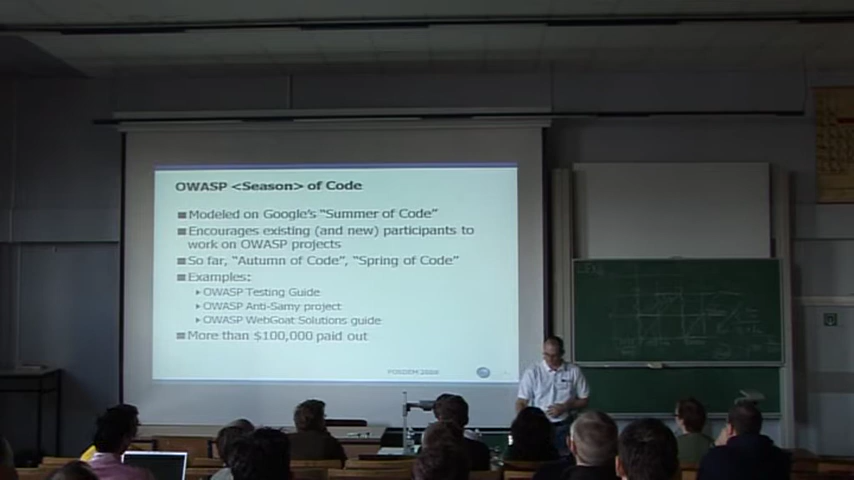 OWASP <Season> of Code
Modeled on Google's "Summer of Code"
Encourages existing (and new) participants to
work on OWASP projects
So far, "Autumn of Code", "Spring of Code"
Examples:
OWASP Testing Guide
OWASP Anti-Samy project
OWASP WebGoat Solutions guide
More than $100,000 paid out
FOSDEM 2008